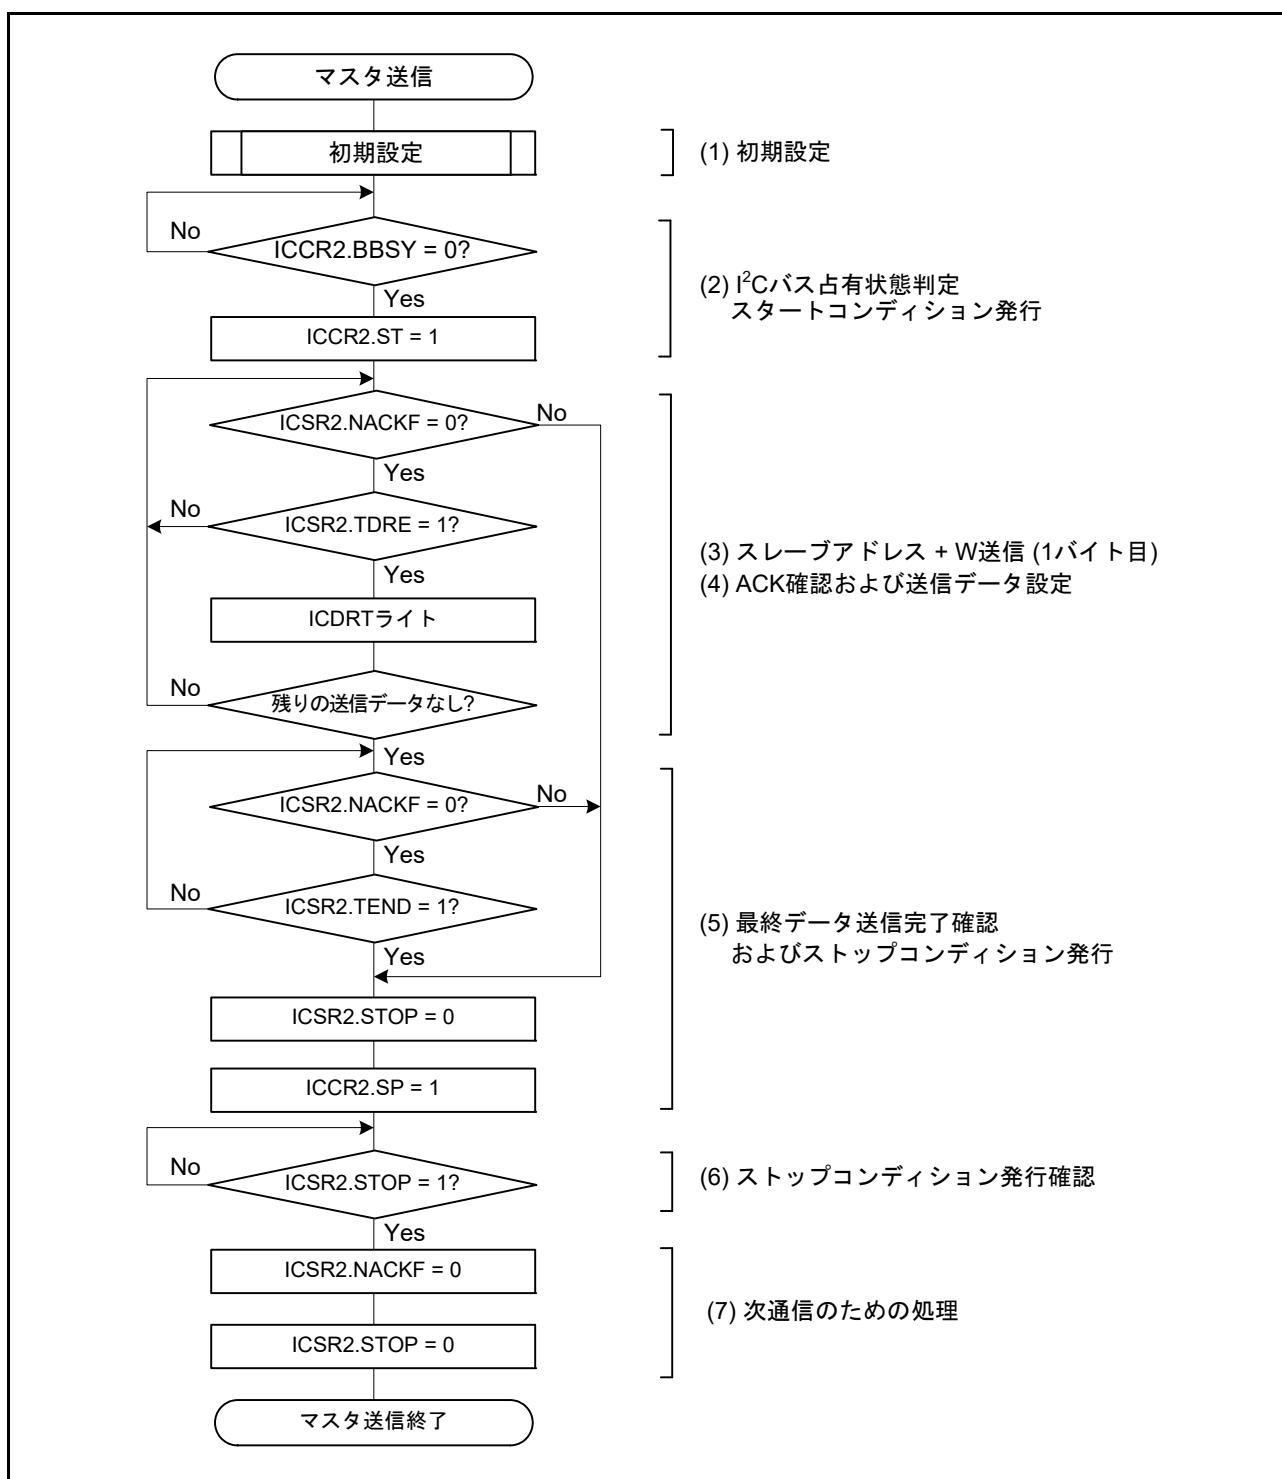 マスタ送信
初期設定
(1) 初期設定
No
ICCR2.BBSY = 0?
Yes
ICCR2.ST = 1
(2) I²Cバス占有状態判定
スタートコンディション発行
ICSR2.NACKF = 0?
No
Yes
No
ICSR2.TDRE = 1?
Yes
ICDRTライト
No
残りの送信データなし?
(3) スレーブアドレス + W送信 (1バイト目)
(4) ACK確認および送信データ設定
Yes
ICSR2.NACKF = 0?
No
Yes
No
ICSR2.TEND = 1?
Yes
ICSR2.STOP = 0
ICCR2.SP = 1
(5) 最終データ送信完了確認
およびストップコンディション発行
No
ICSR2.STOP = 1?
(6) ストップコンディション発行確認
Yes
ICSR2.NACKF = 0
ICSR2.STOP = 0
(7) 次通信のための処理
マスタ送信終了